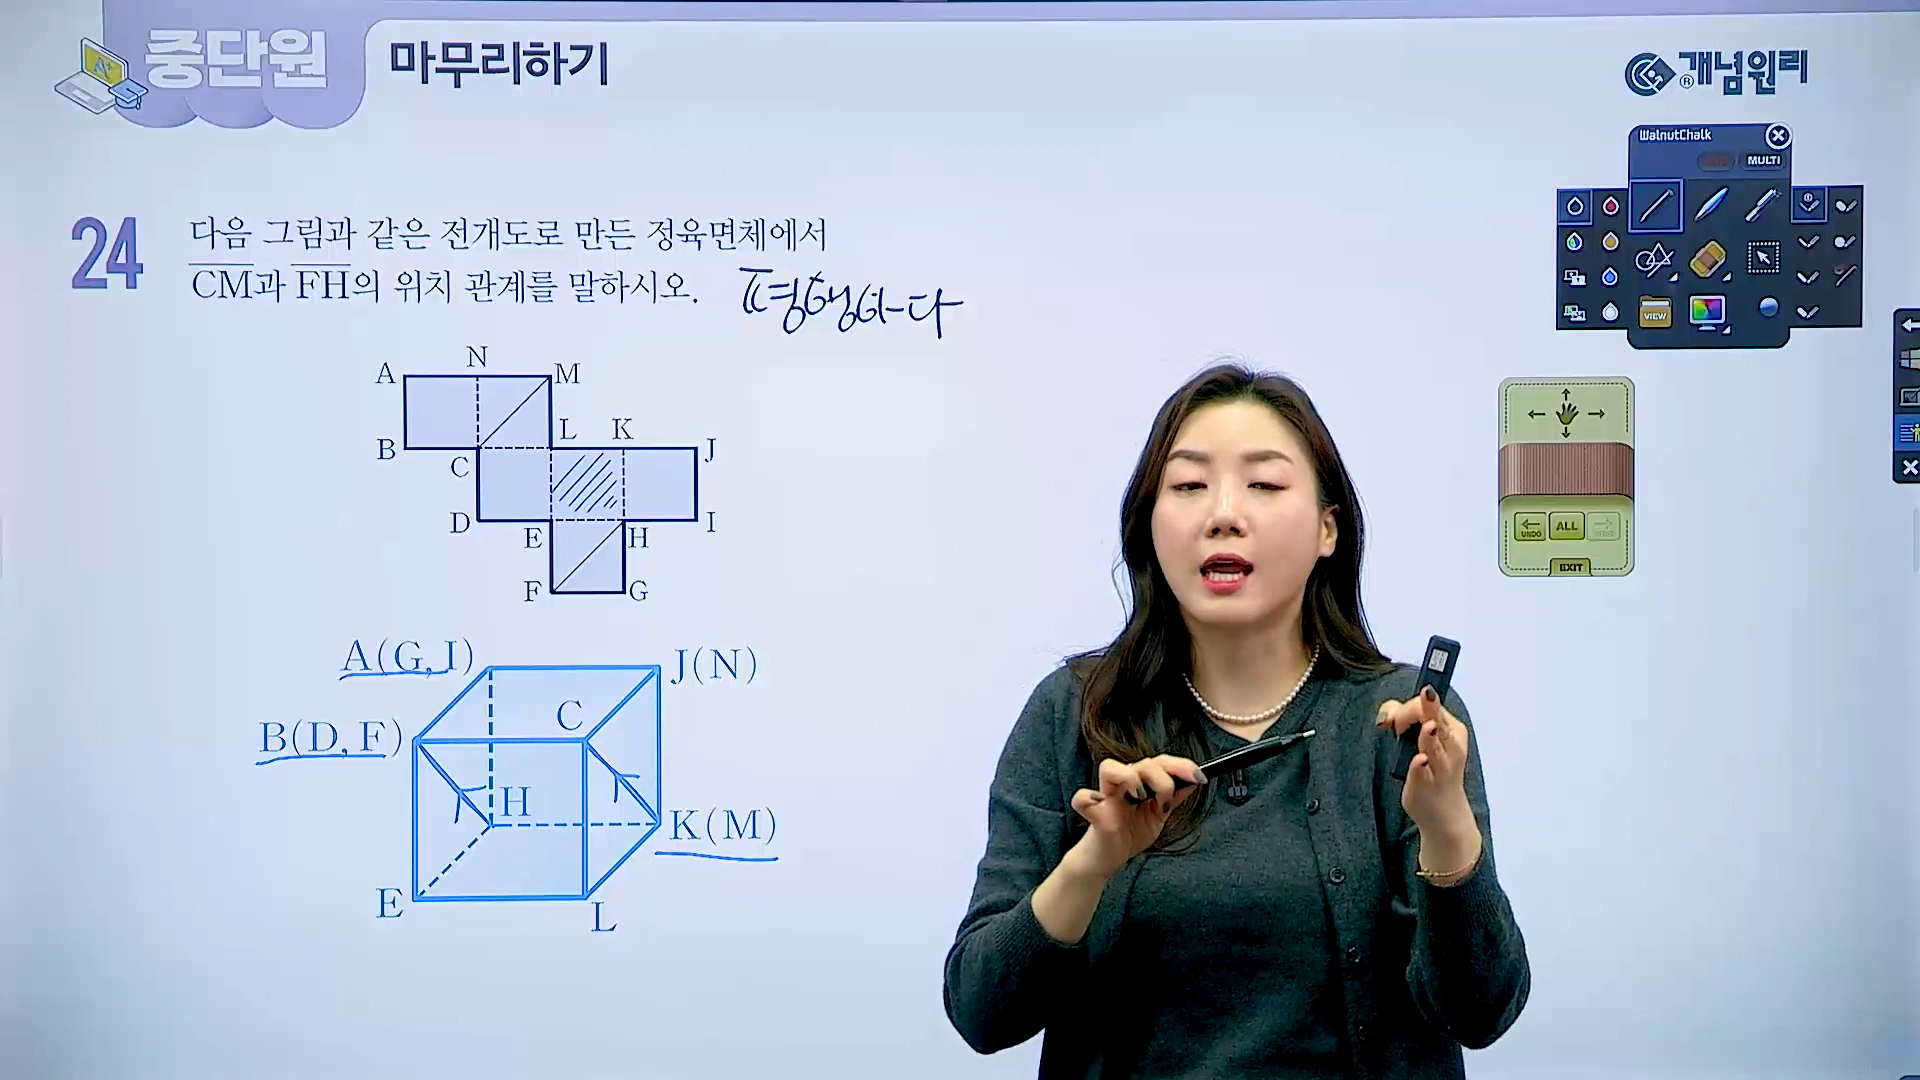 중단원 마무리하기
개념원리
WalnutChalk
MULTI
VIEW
24 다음 그림과 같은 전개도로 만든 정육면체에서
CM과 FH의 위치 관계를 말하시오. 평행하다
N
A M
L K
B C J
D E H I
F G
UNDO ALL REDO
EXIT
A(G, I) J(N)
B(D, F) C
H K(M)
E L